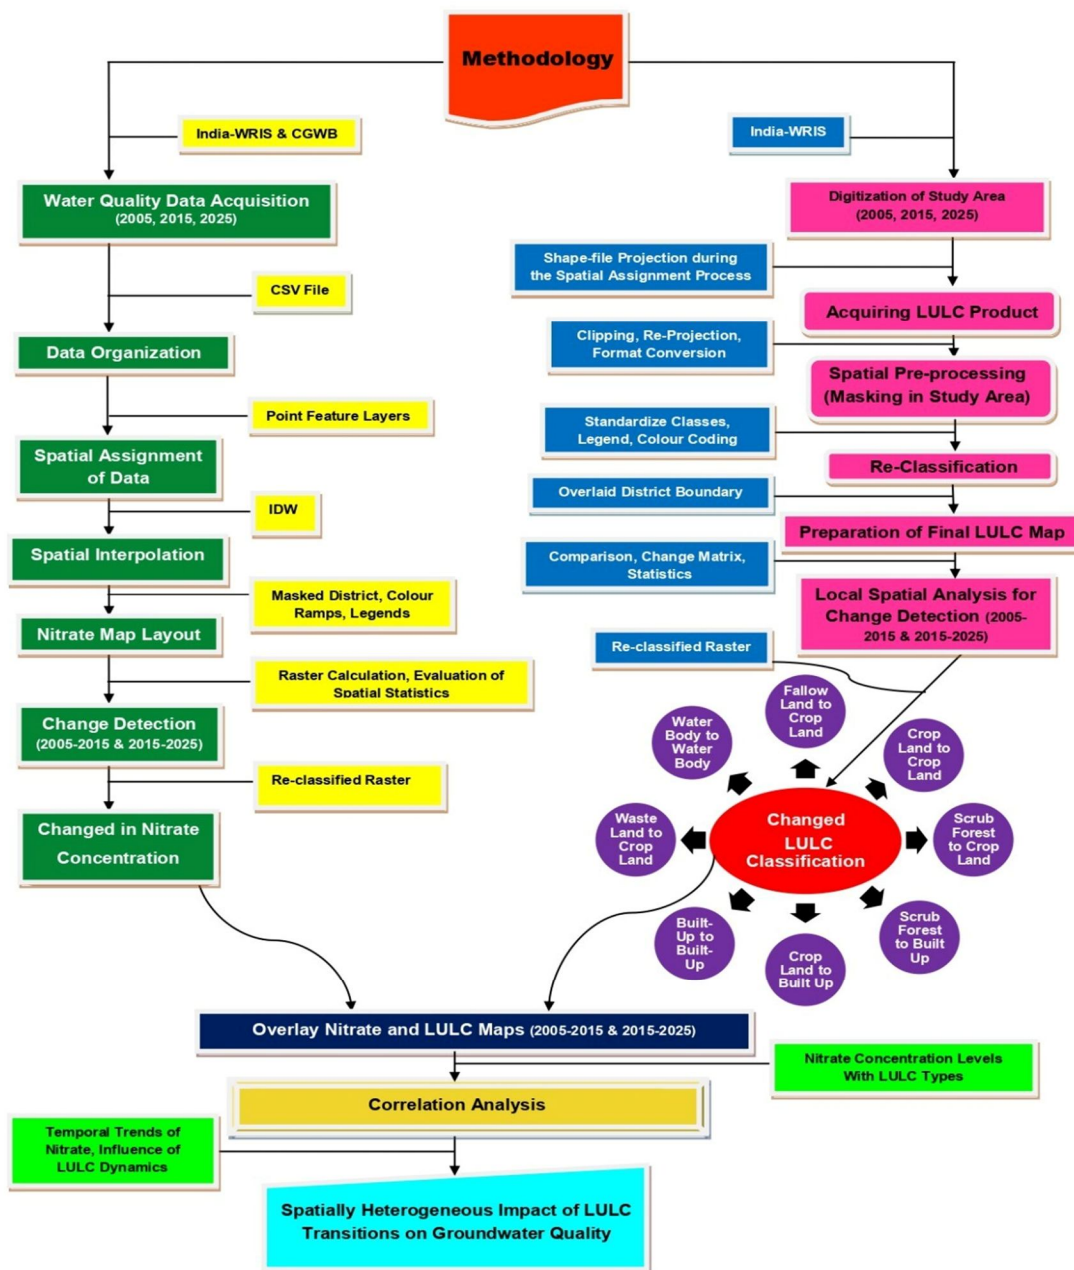 Methodology
India-WRIS & CGWB
Water Quality Data Acquisition
(2005, 2015, 2025)
CSV File
Data Organization
Point Feature Layers
Spatial Assignment
of Data
IDW
Spatial Interpolation
Masked District, Colour
Ramps, Legends
Nitrate Map Layout
Raster Calculation, Evaluation of
Spatial Statistics
Change Detection
(2005-2015 & 2015-2025)
Re-classified Raster
Changed in Nitrate
Concentration
India-WRIS
Digitization of Study Area
(2005, 2015, 2025)
Shape-file Projection during
the Spatial Assignment Process
Acquiring LULC Product
Clipping, Re-Projection,
Format Conversion
Spatial Pre-processing
(Masking in Study Area)
Standardize Classes,
Legend, Colour Coding
Re-Classification
Overlaid District Boundary
Preparation of Final LULC Map
Comparison, Change Matrix,
Statistics
Local Spatial Analysis for
Change Detection (2005-
2015 & 2015-2025)
Re-classified Raster
Changed
LULC
Classification
Fallow
Land to
Crop
Land
Crop
Land to
Crop
Land
Scrub
Forest
to Crop
Land
Scrub
Forest
to Built
Up
Crop
Land to
Built Up
Built-
Up to
Built-
Up
Waste
Land to
Crop
Land
Water
Body to
Water
Body
Overlay Nitrate and LULC Maps (2005-2015 & 2015-2025)
Nitrate Concentration Levels
With LULC Types
Correlation Analysis
Temporal Trends of
Nitrate, Influence of
LULC Dynamics
Spatially Heterogeneous Impact of LULC
Transitions on Groundwater Quality